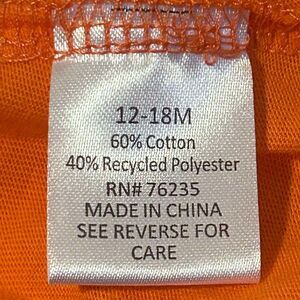 12-18M
60% Cotton
40% Recycled Polyester
RN# 76235
MADE IN CHINA
SEE REVERSE FOR
CARE